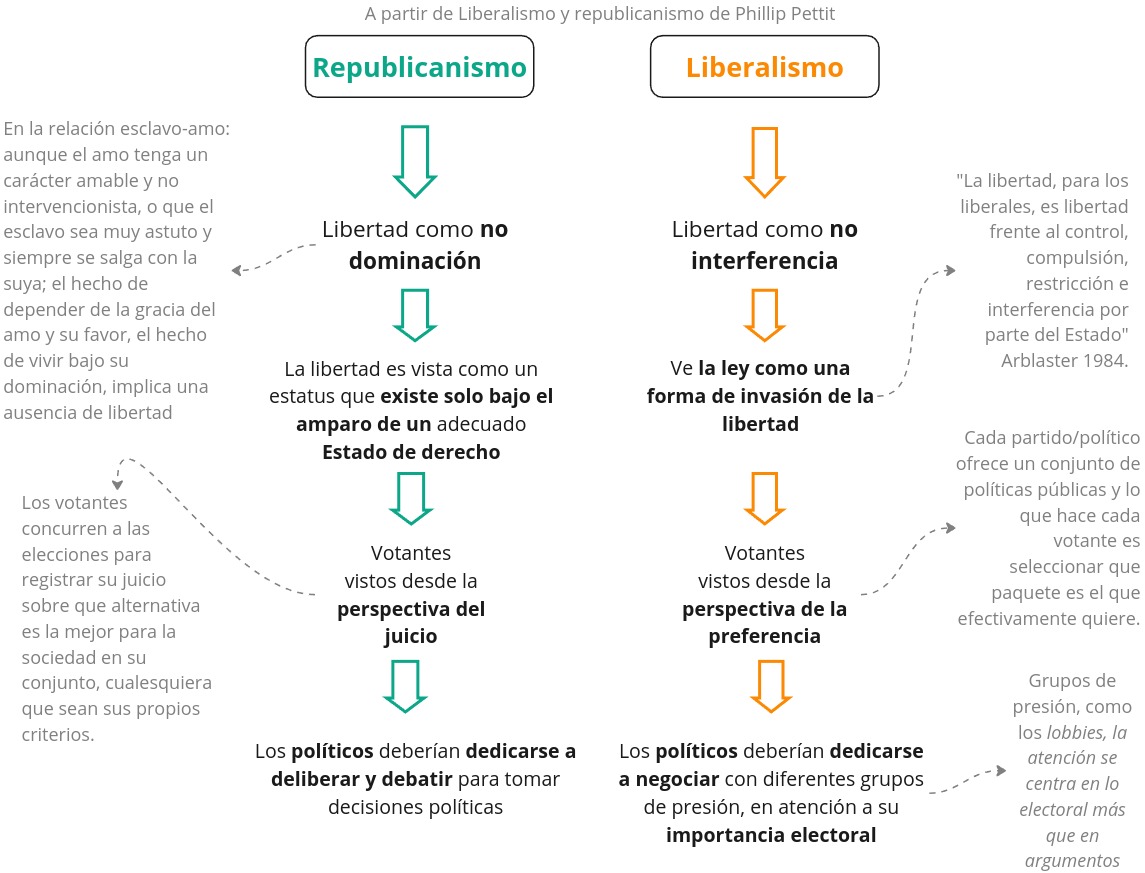 A partir de Liberalismo y republicanismo de Phillip Pettit
Republicanismo
Liberalismo
En la relación esclavo-amo:
aunque el amo tenga un
carácter amable y no
intervencionista, o que el
esclavo sea muy astuto y
siempre se salga con la
suya; el hecho de
depender de la gracia del
amo y su favor, el hecho
de vivir bajo su
dominación, implica una
ausencia de libertad
Libertad como no
dominación
La libertad es vista como un
estatus que existe solo bajo el
amparo de un adecuado
Estado de derecho
Los votantes
concurren a las
elecciones para
registrar su juicio
sobre que alternativa
es la mejor para la
sociedad en su
conjunto, cualesquiera
que sean sus propios
criterios.
Votantes
vistos desde la
perspectiva del
juicio
Los políticos deberían dedicarse a
deliberar y debatir para tomar
decisiones políticas
Libertad como no
interferencia
"La libertad, para los
liberales, es libertad
frente al control,
compulsión,
restricción e
interferencia por
parte del Estado"
Arblaster 1984.
Ve la ley como una
forma de invasión de la
libertad
Cada partido/político
ofrece un conjunto de
políticas públicas y lo
que hace cada
votante es
seleccionar que
paquete es el que
efectivamente quiere.
Votantes
vistos desde la
perspectiva de la
preferencia
Los políticos deberían dedicarse
a negociar con diferentes grupos
de presión, en atención a su
importancia electoral
Grupos de
presión, como
los lobbies, la
atención se
centra en lo
electoral más
que en
argumentos